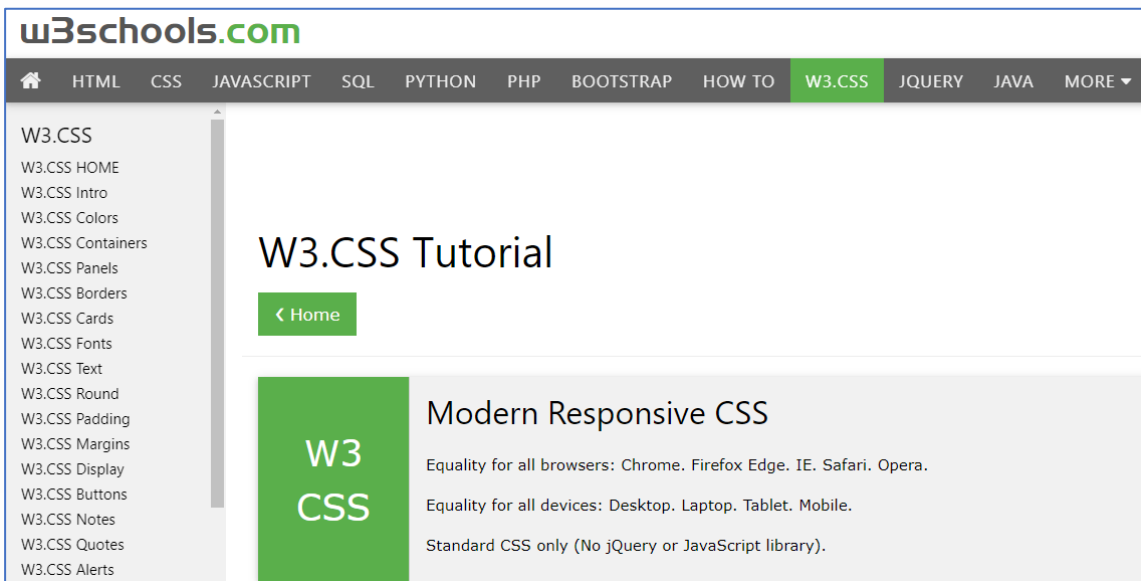 w3schools.com
HTML CSS JAVASCRIPT SQL PYTHON PHP BOOTSTRAP HOW TO W3.CSS JQUERY JAVA MORE
W3.CSS
W3.CSS HOME
W3.CSS Intro
W3.CSS Colors
W3.CSS Containers
W3.CSS Panels
W3.CSS Borders
W3.CSS Cards
W3.CSS Fonts
W3.CSS Text
W3.CSS Round
W3.CSS Padding
W3.CSS Margins
W3.CSS Display
W3.CSS Buttons
W3.CSS Notes
W3.CSS Quotes
W3.CSS Alerts
W3.CSS Tutorial
❮ Home
W3
CSS
Modern Responsive CSS
Equality for all browsers: Chrome. Firefox Edge. IE. Safari. Opera.
Equality for all devices: Desktop. Laptop. Tablet. Mobile.
Standard CSS only (No jQuery or JavaScript library).